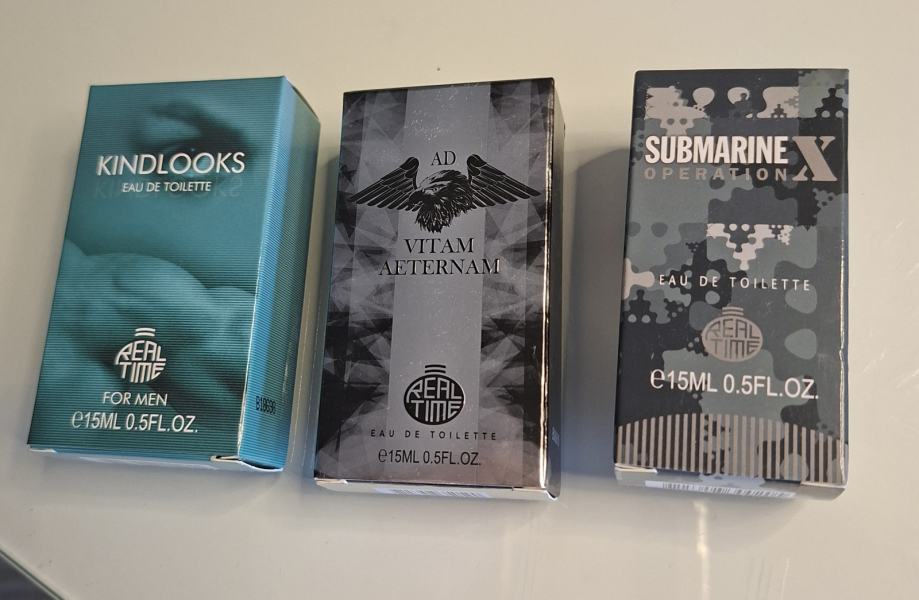 KINDLOOKS
EAU DE TOILETTE
REAL
TIME
FOR MEN
℮15ML 0.5FL.OZ.
AD
VITAM
AETERNAM
REAL
TIME
EAU DE TOILETTE
℮15ML 0.5FL.OZ.
SUBMARINE X
OPERATION
EAU DE TOILETTE
REAL
TIME
℮15ML 0.5FL.OZ.